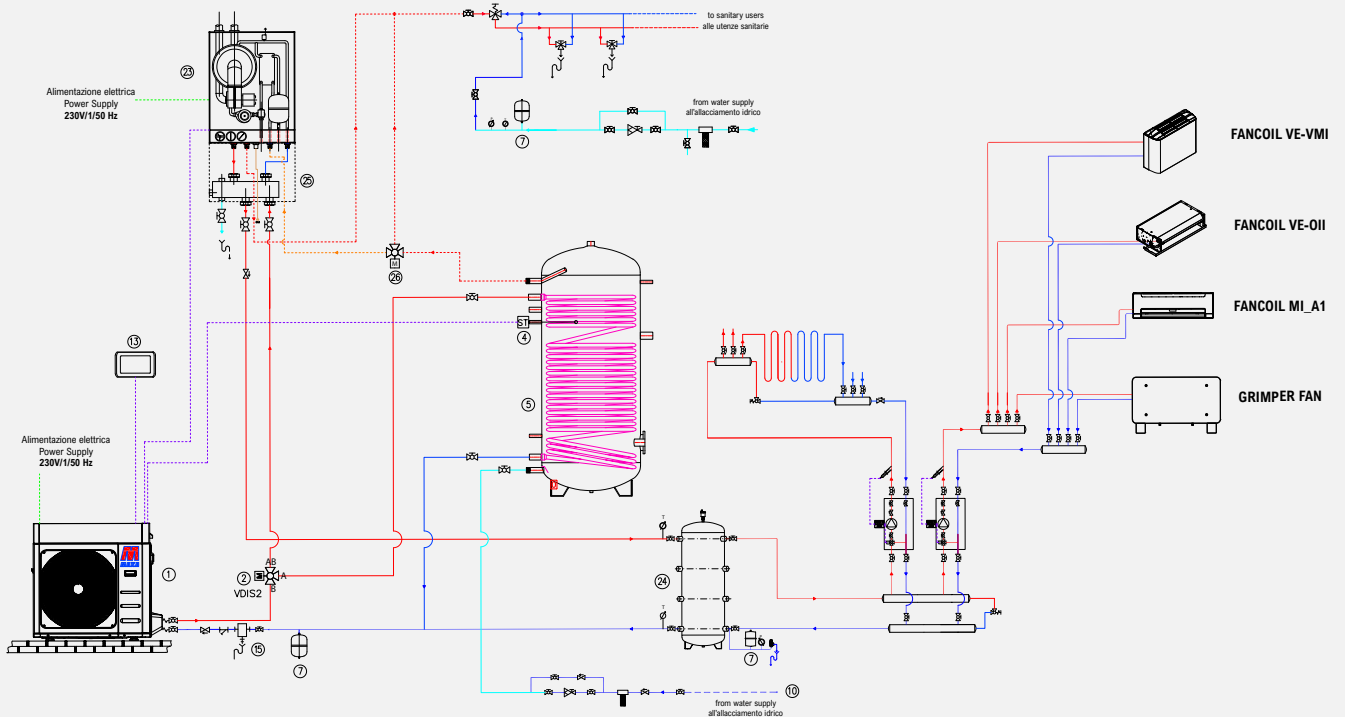 to sanitary users
alle utenze sanitarie
23
Alimentazione elettrica
Power Supply
230V/1/50 Hz
from water supply
all'allacciamento idrico
7
25
M
26
FANCOIL VE-VMI
FANCOIL VE-OII
FANCOIL MI_A1
GRIMPER FAN
ST
4
5
13
Alimentazione elettrica
Power Supply
230V/1/50 Hz
1
2
M
AB
A
B
VDIS2
T
24
T
15
7
7
10
from water supply
all'allacciamento idrico